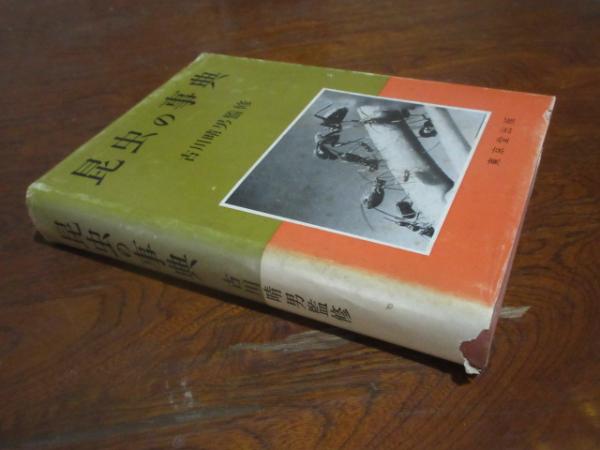 昆虫の事典
古川晴男監修
東京堂出版
昆虫の事典
古川晴男監修